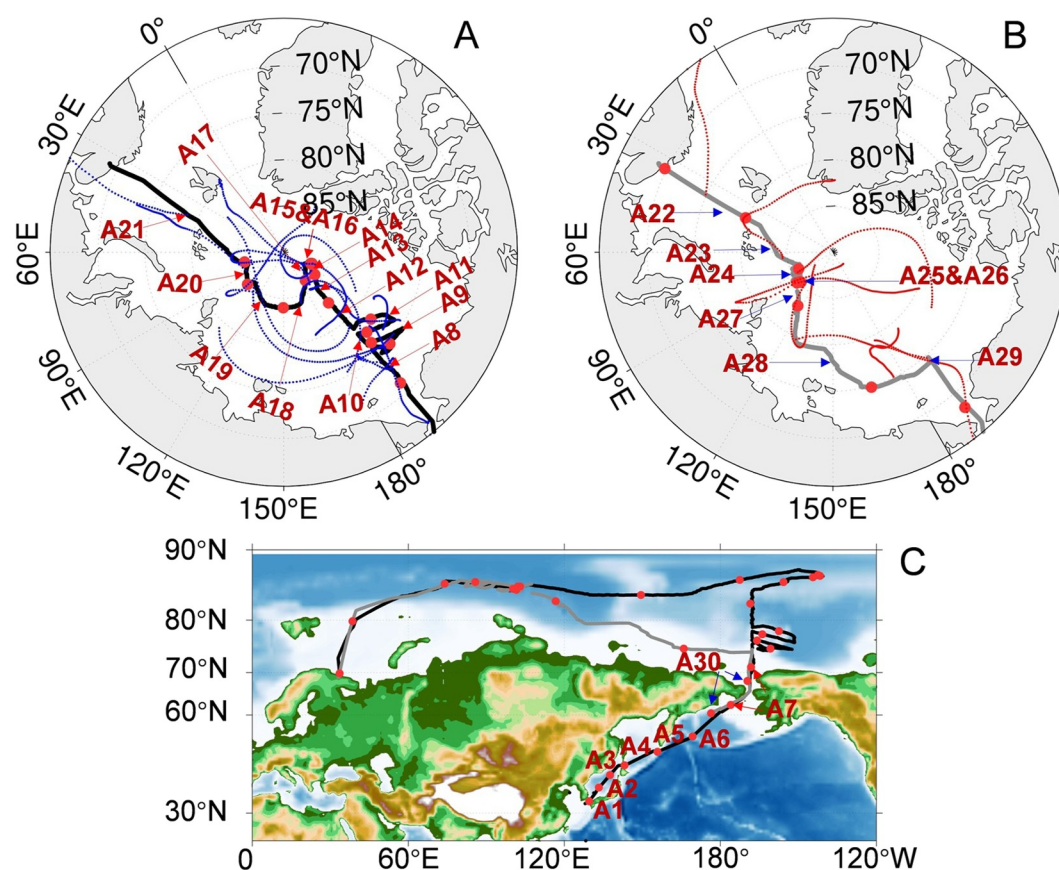 A
0°
70°N
75°N
80°N
85°N
30°E
60°E
90°E
120°E
150°E
180°
A17
A15&A16
A14
A13
A12
A11
A9
A8
A21
A20
A19
A18
A10
B
0°
70°N
75°N
80°N
85°N
30°E
60°E
90°E
120°E
150°E
180°
A22
A23
A24
A25&A26
A27
A28
A29
C
90°N
80°N
70°N
60°N
30°N
A30
A7
A5
A6
A4
A3
A2
A1
0
60°E
120°E
180°
120°W